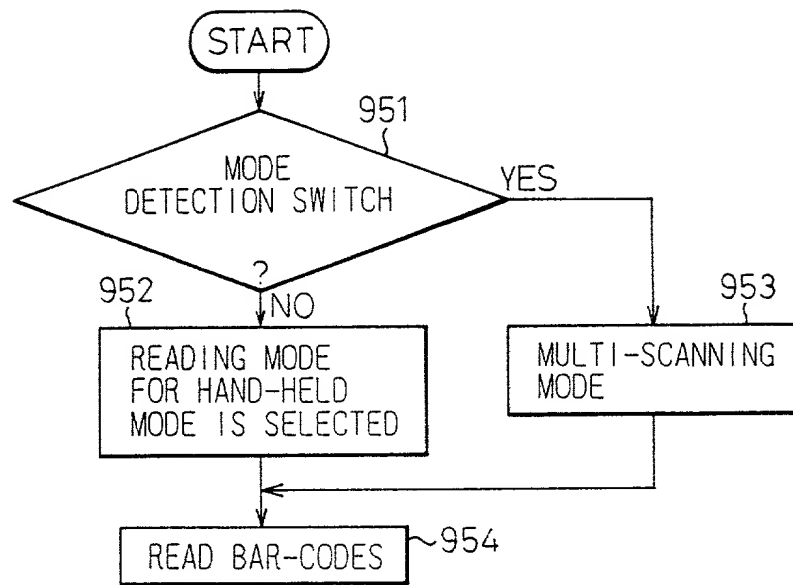 START
951
MODE
DETECTION SWITCH
?
YES
952
NO
953
READING MODE
FOR HAND-HELD
MODE IS SELECTED
MULTI-SCANNING
MODE
READ BAR-CODES
954